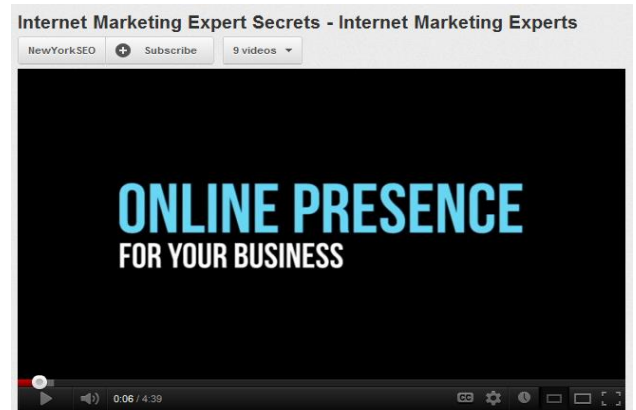 Internet Marketing Expert Secrets - Internet Marketing Experts
NewYorkSEO Subscribe 9 videos
ONLINE PRESENCE
FOR YOUR BUSINESS
0:06 / 4:39 CC